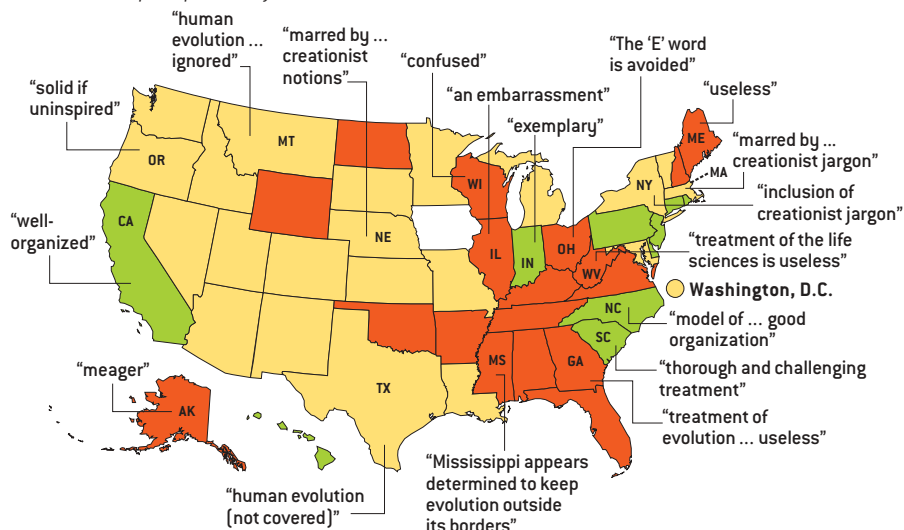 “human
evolution ...
ignored”
“marred by ...
creationist
notions”
“confused”
“The ‘E’ word
is avoided”
“solid if
uninspired”
“an embarrassment”
“useless”
“exemplary”
“marred by ...
creationist jargon”
MT
OR
WI
ME
MA
NY
“inclusion of
creationist jargon”
CA
“well-
organized”
NE
IL
IN
OH
WV
“treatment of the life
sciences is useless”
Washington, D.C.
NC
“model of ... good
organization”
SC
“thorough and challenging
treatment”
MS
GA
“meager”
AK
TX
“treatment of
evolution ... useless”
“human evolution
(not covered)”
“Mississippi appears
determined to keep
evolution outside
its borders”